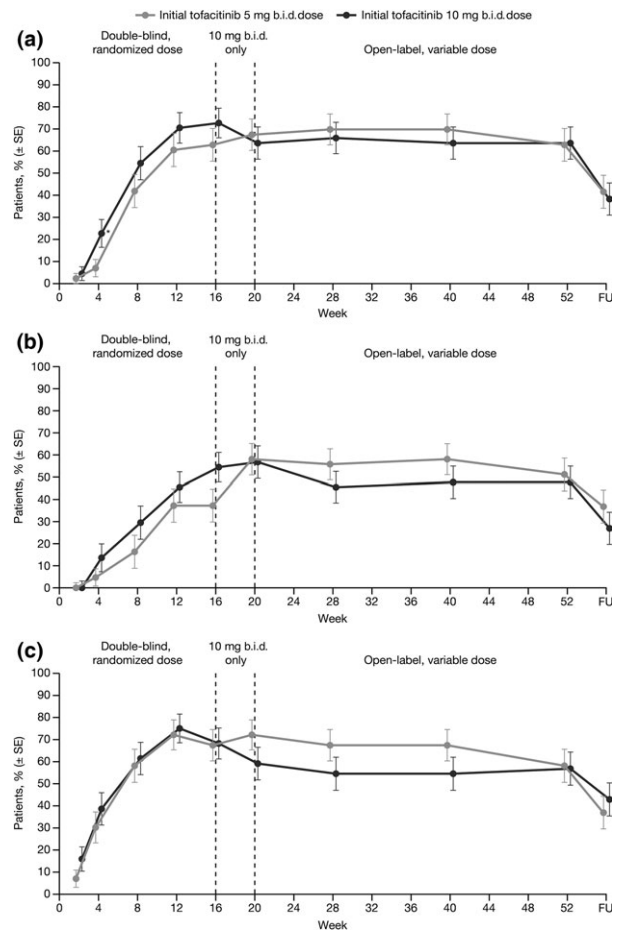 Initial tofacitinib 5 mg b.i.d. dose Initial tofacitinib 10 mg b.i.d. dose
(a)
Double-blind, randomized dose
10 mg b.i.d. only
Open-label, variable dose
Patients, % (± SE)
100
90
80
70
60
50
40
30
20
10
0
*
0 4 8 12 16 20 24 28 32 36 40 44 48 52 FU
Week
(b)
Double-blind, randomized dose
10 mg b.i.d. only
Open-label, variable dose
Patients, % (± SE)
100
90
80
70
60
50
40
30
20
10
0
0 4 8 12 16 20 24 28 32 36 40 44 48 52 FU
Week
(c)
Double-blind, randomized dose
10 mg b.i.d. only
Open-label, variable dose
Patients, % (± SE)
100
90
80
70
60
50
40
30
20
10
0
0 4 8 12 16 20 24 28 32 36 40 44 48 52 FU
Week